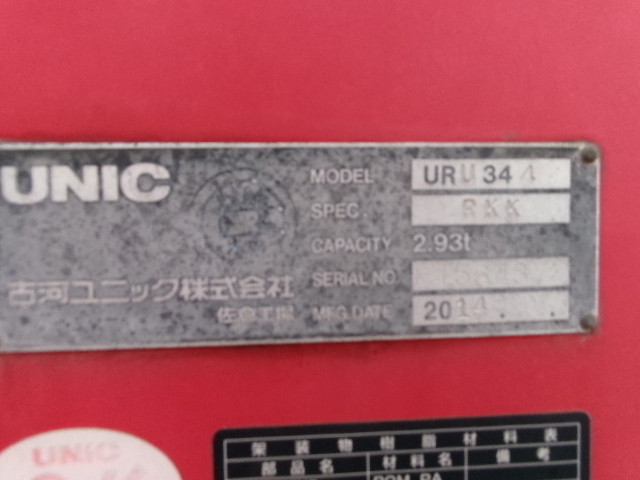 UNIC
MODEL URU344
SPEC. RKK
CAPACITY 2.93t
SERIAL NO
古河ユニック株式会社
佐倉工場 MFG.DATE 2014.
UNIC
架装物樹脂材料表
部品名 材料名 備考